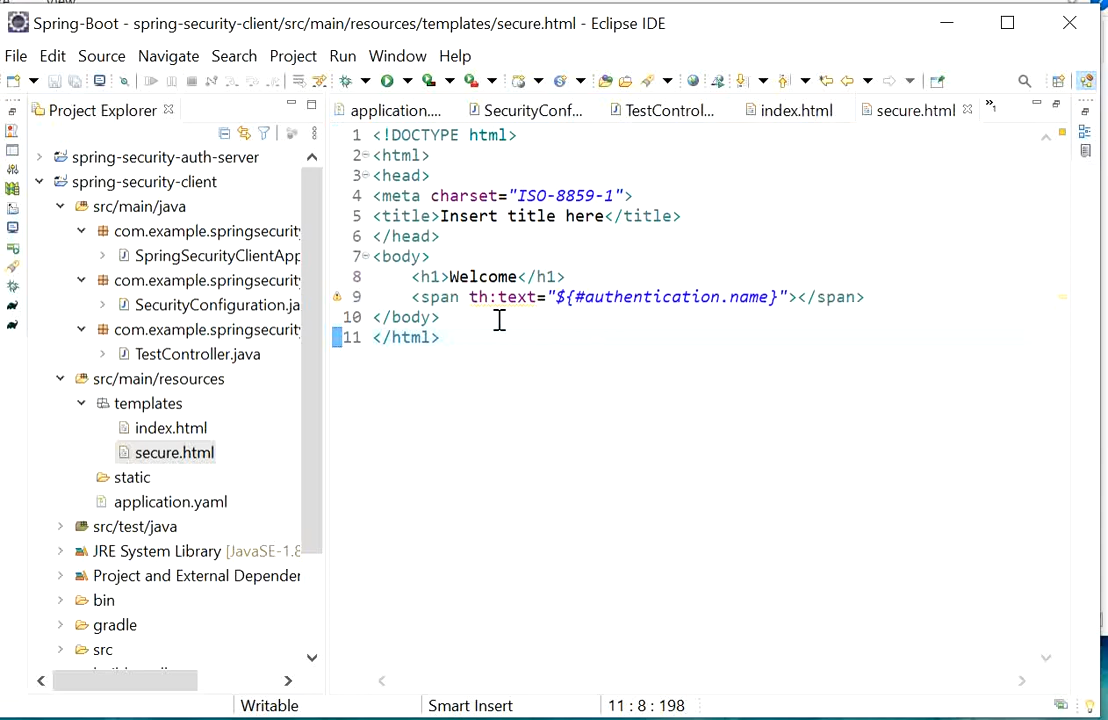 View
Spring-Boot - spring-security-client/src/main/resources/templates/secure.html - Eclipse IDE
File Edit Source Navigate Search Project Run Window Help
Project Explorer
application.... SecurityConf... TestControl... index.html secure.html »1
spring-security-auth-server
spring-security-client
src/main/java
com.example.springsecurit
SpringSecurityClientApp
com.example.springsecurit
SecurityConfiguration.ja
com.example.springsecurit
TestController.java
src/main/resources
templates
index.html
secure.html
static
application.yaml
src/test/java
JRE System Library [JavaSE-1.8
Project and External Depender
bin
gradle
src
1 <!DOCTYPE html>
2 <html>
3 <head>
4 <meta charset="ISO-8859-1">
5 <title>Insert title here</title>
6 </head>
7 <body>
8 <h1>Welcome</h1>
9 <span th:text="${#authentication.name}"></span>
10 </body>
11 </html>
Writable Smart Insert 11 : 8 : 198